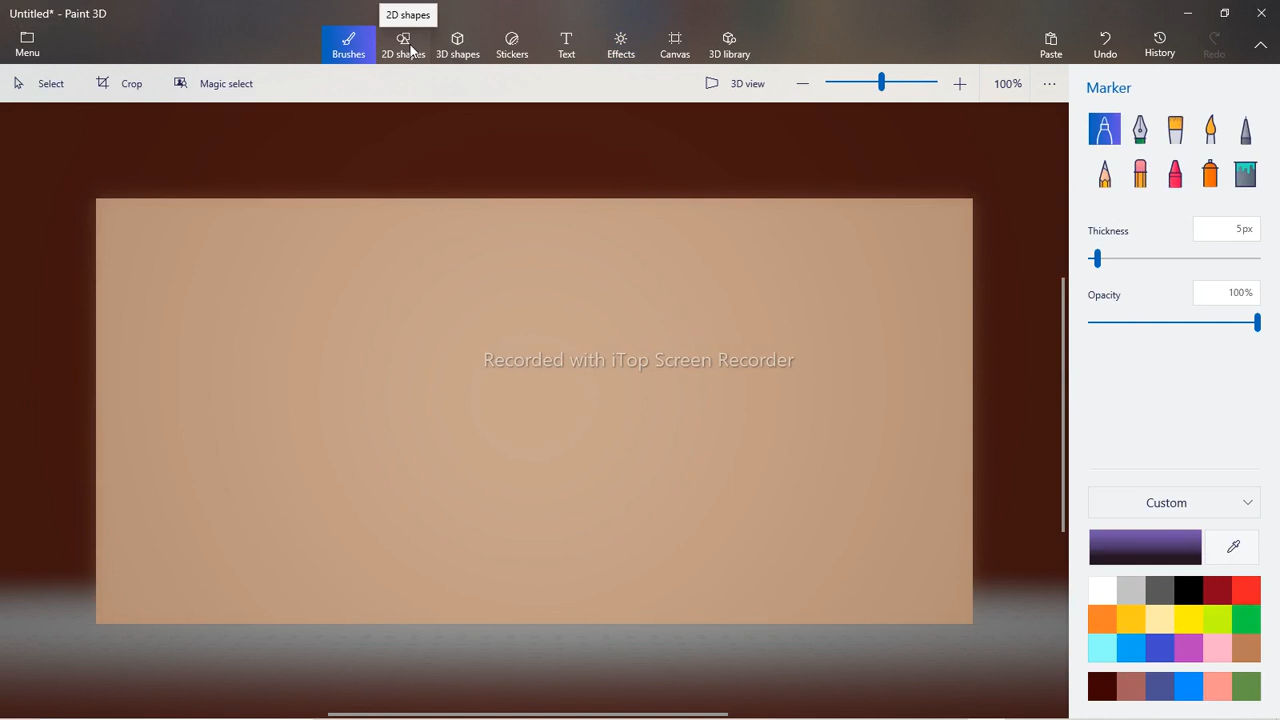 Untitled* - Paint 3D
2D shapes
Menu
Brushes
2D shapes
3D shapes
Stickers
Text
Effects
Canvas
3D library
Paste
Undo
History
Redo
Select
Crop
Magic select
3D view
100%
Marker
Thickness
5px
Opacity
100%
Recorded with iTop Screen Recorder
Custom